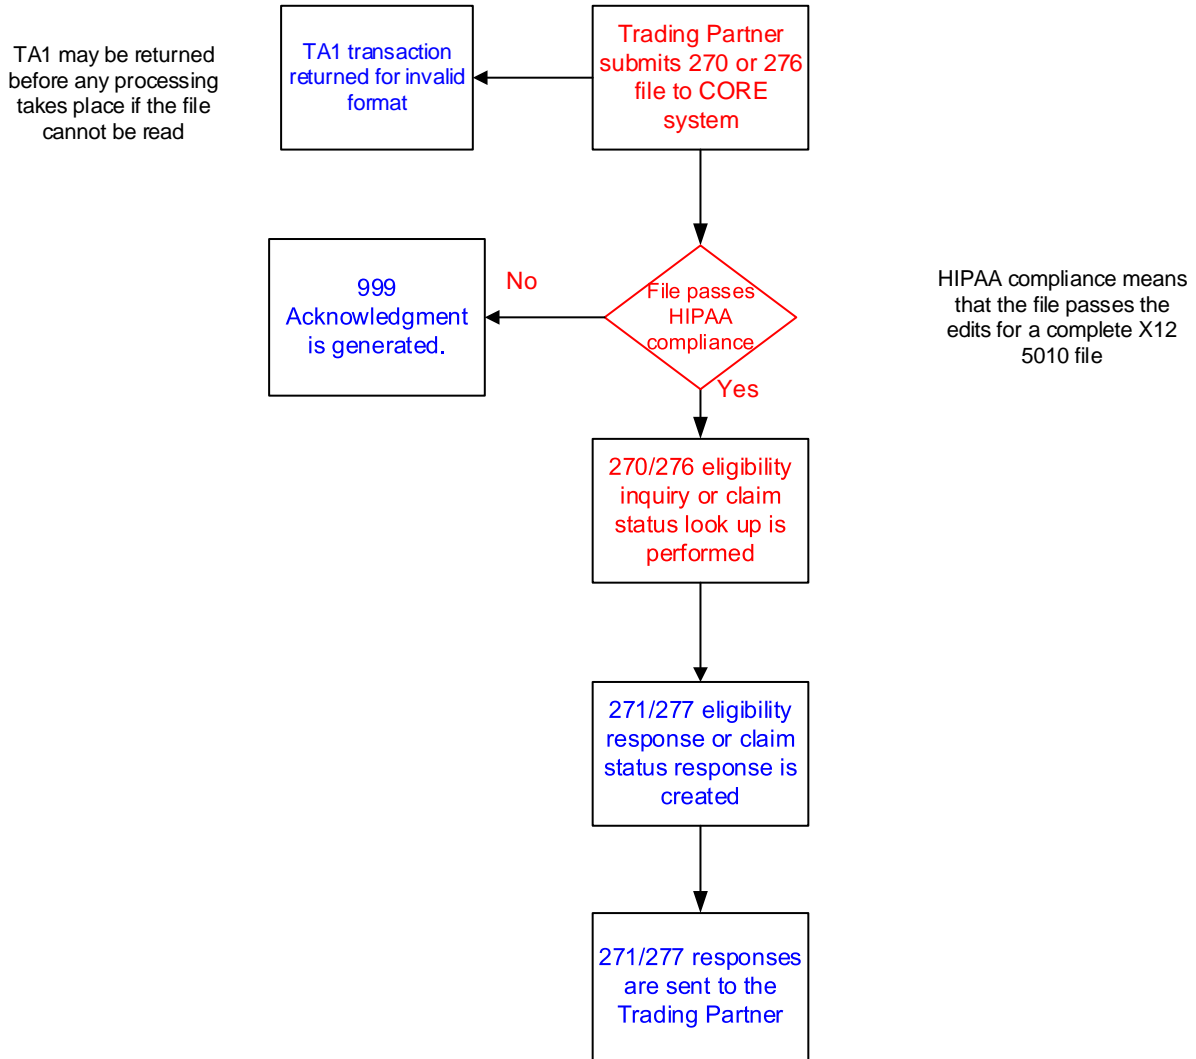 TA1 may be returned
before any processing
takes place if the file
cannot be read
TA1 transaction
returned for invalid
format
Trading Partner
submits 270 or 276
file to CORE
system
999
Acknowledgment
is generated.
No
File passes
HIPAA
compliance
HIPAA compliance means
that the file passes the
edits for a complete X12
5010 file
Yes
270/276 eligibility
inquiry or claim
status look up is
performed
271/277 eligibility
response or claim
status response is
created
271/277 responses
are sent to the
Trading Partner